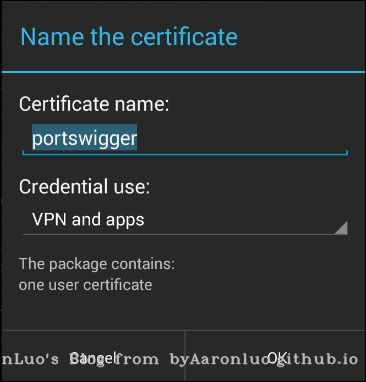 Name the certificate
Certificate name:
portswigger
Credential use:
VPN and apps
The package contains:
one user certificate
Cancel OK
nLuo's Blog from byAaronluo.github.io